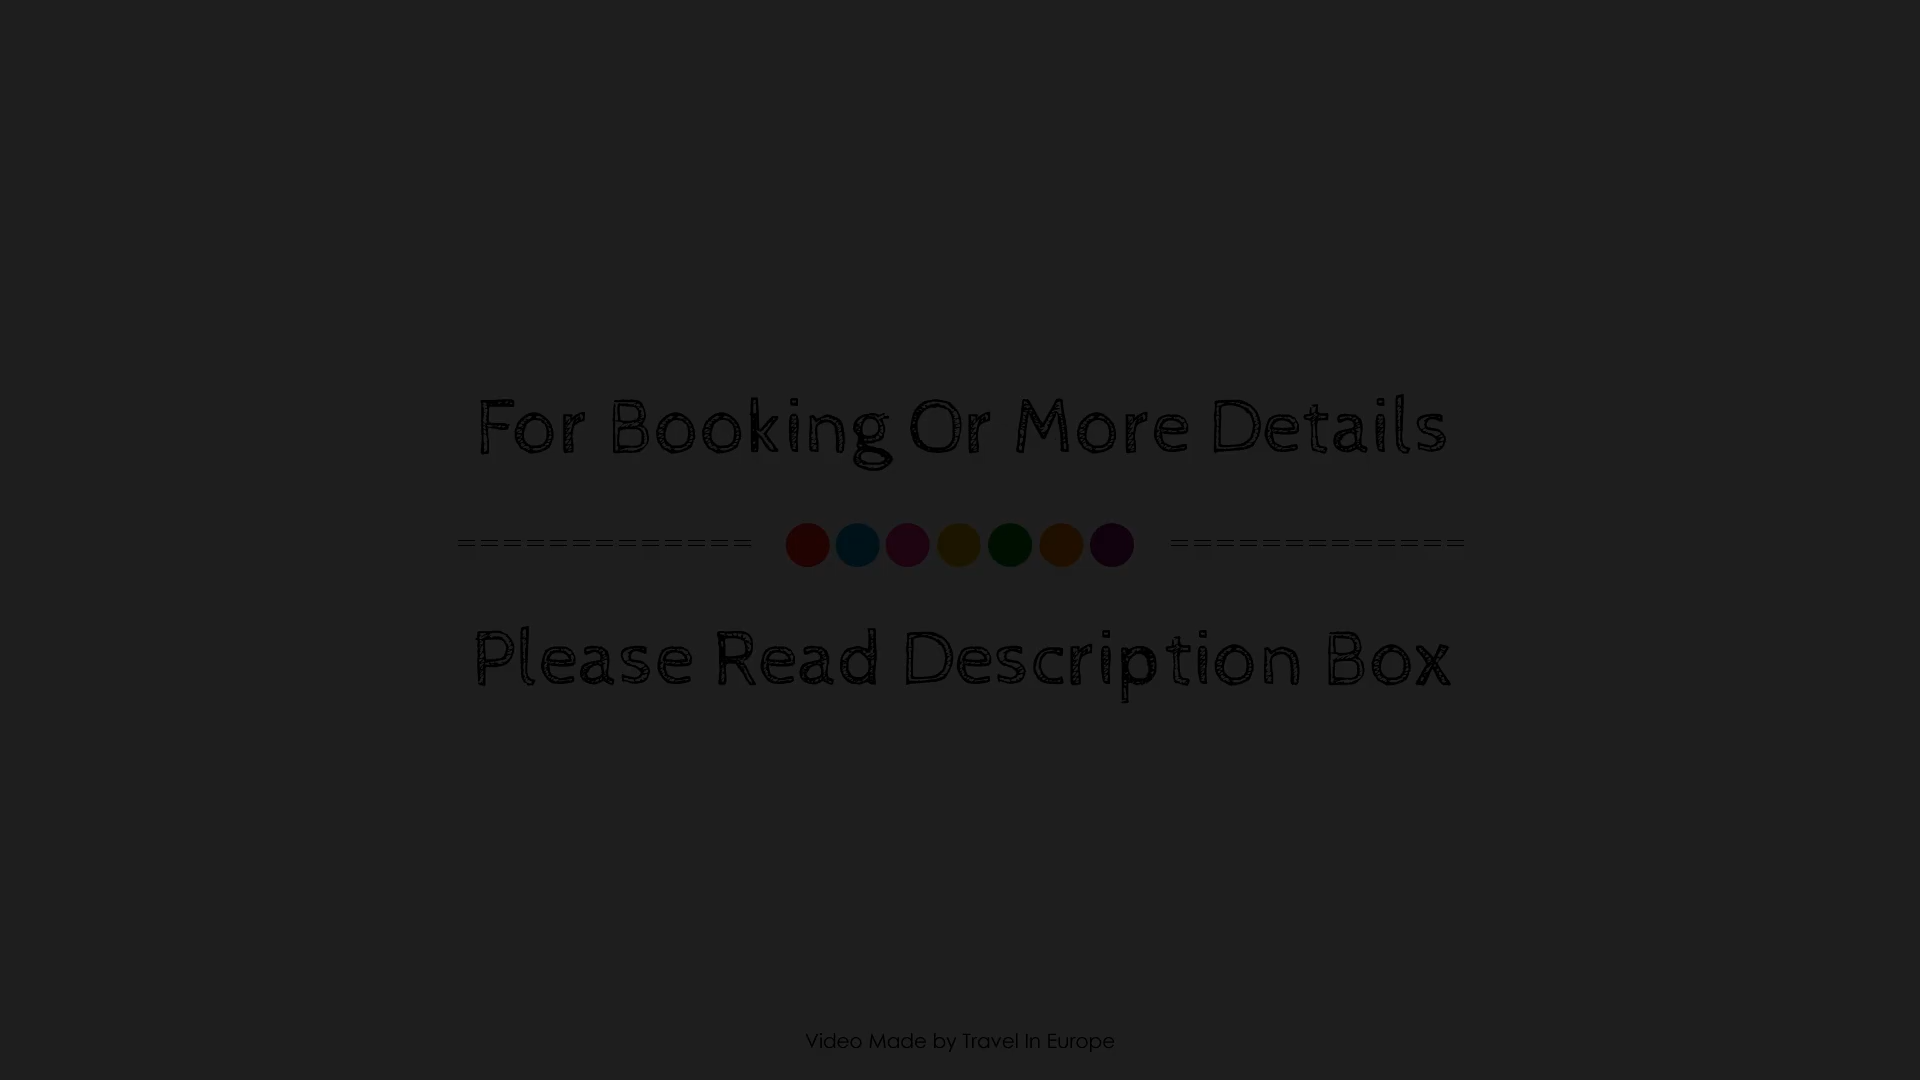 For Booking Or More Details
============= =============
Please Read Description Box
Video Made by Travel In Europe